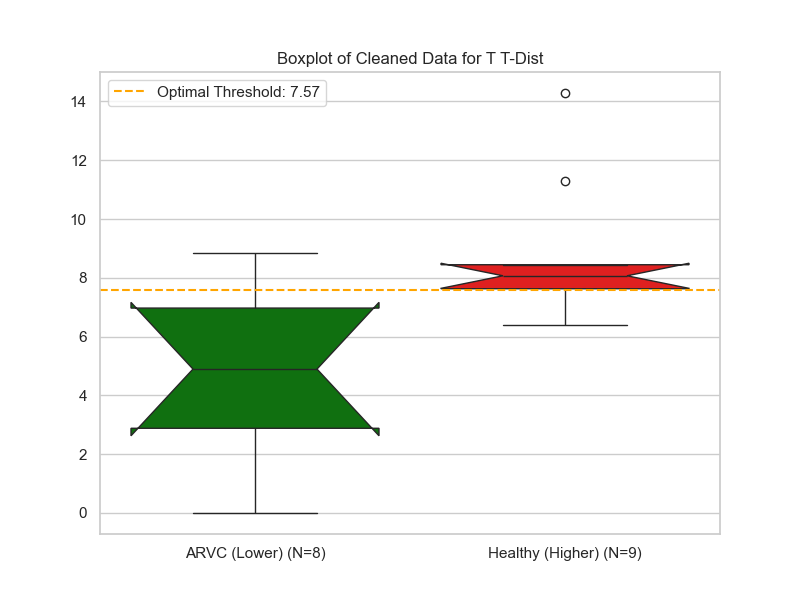 Boxplot of Cleaned Data for T T-Dist
Optimal Threshold: 7.57
14
12
10
8
6
4
2
0
ARVC (Lower) (N=8)
Healthy (Higher) (N=9)